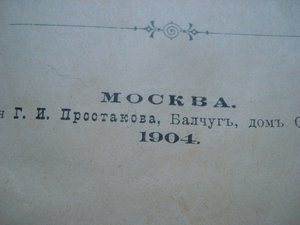 МОСКВА.
Г. И. Простакова, Балчугъ, домъ
1904.